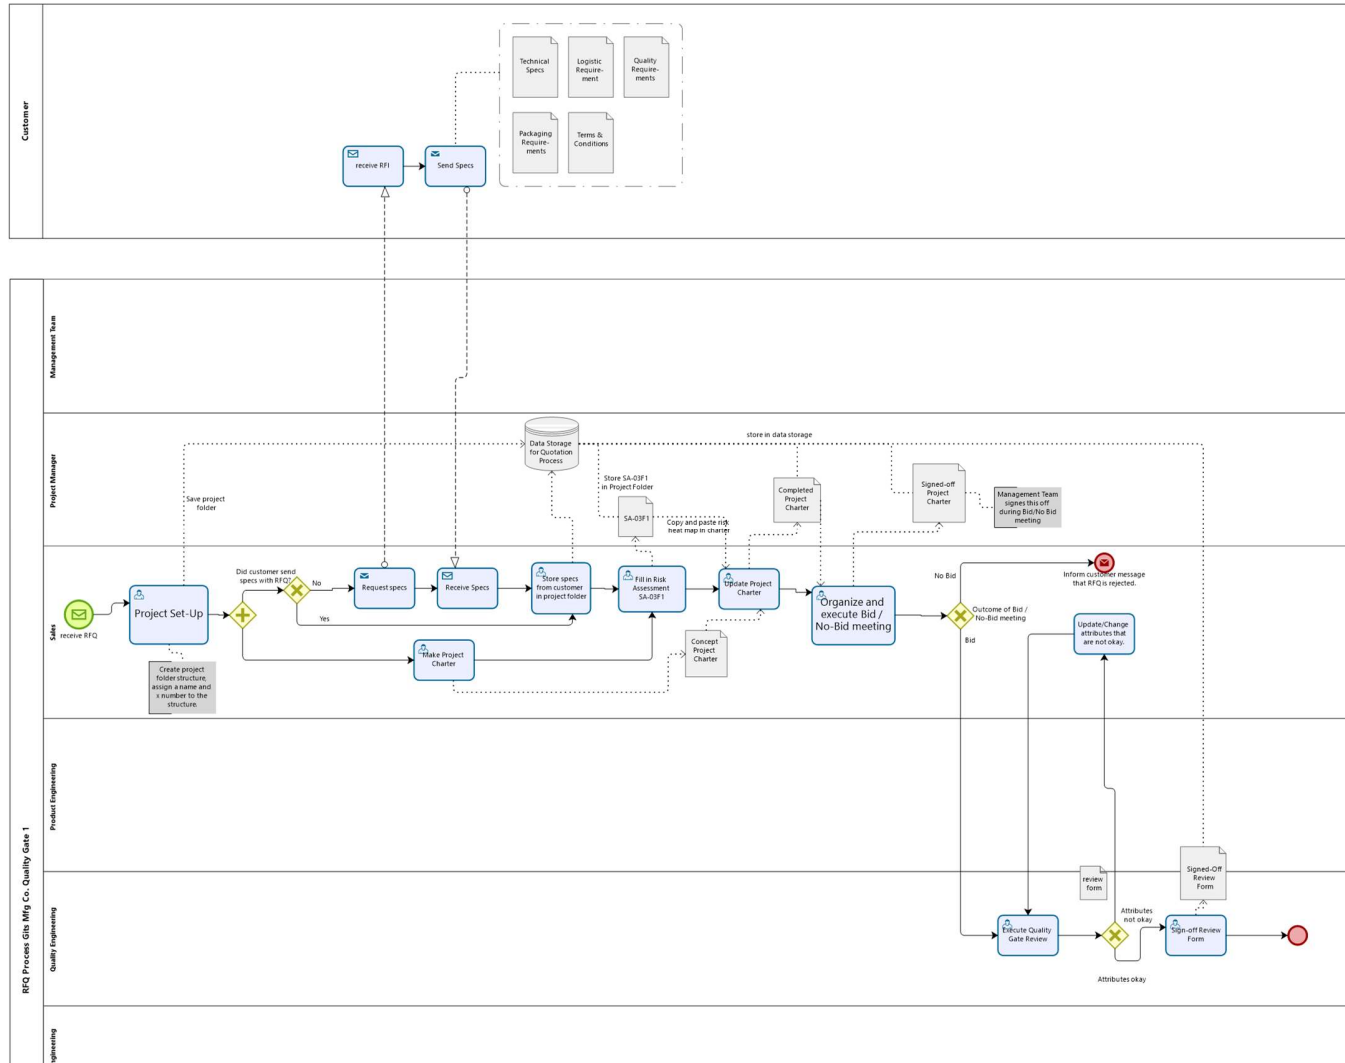 Customer
Technical
Specs
Logistic
Require-
ment
Quality
Require-
ments
Packaging
Require-
ments
Terms &
Conditions
receive RFI
Send Specs
RFQ Process Gits Mfg Co. Quality Gate 1
Management Team
Project Manager
Data Storage
for Quotation
Process
store in data storage
Save project
folder
Store SA-03F1
in Project Folder
SA-03F1
Copy and paste risk
heat map in charter
Completed
Project
Charter
Signed-off
Project
Charter
Management Team
signes this off
during Bid/No Bid
meeting
Sales
receive RFQ
Project Set-Up
Create project
folder structure,
assign a name and
x number to the
structure.
Did customer send
specs with RFQ?
No
Yes
Request specs
Receive Specs
Store specs
from customer
in project folder
Make Project
Charter
Fill in Risk
Assessment
SA-03F1
Concept
Project
Charter
Update Project
Charter
Organize and
execute Bid /
No-Bid meeting
No Bid
Outcome of Bid /
No-Bid meeting
Bid
Inform customer message
that RFQ is rejected.
Update/Change
attributes that
are not okay.
Product Engineering
Quality Engineering
Execute Quality
Gate Review
review
form
Attributes
not okay
Attributes okay
Sign-off Review
Form
Signed-Off
Review
Form